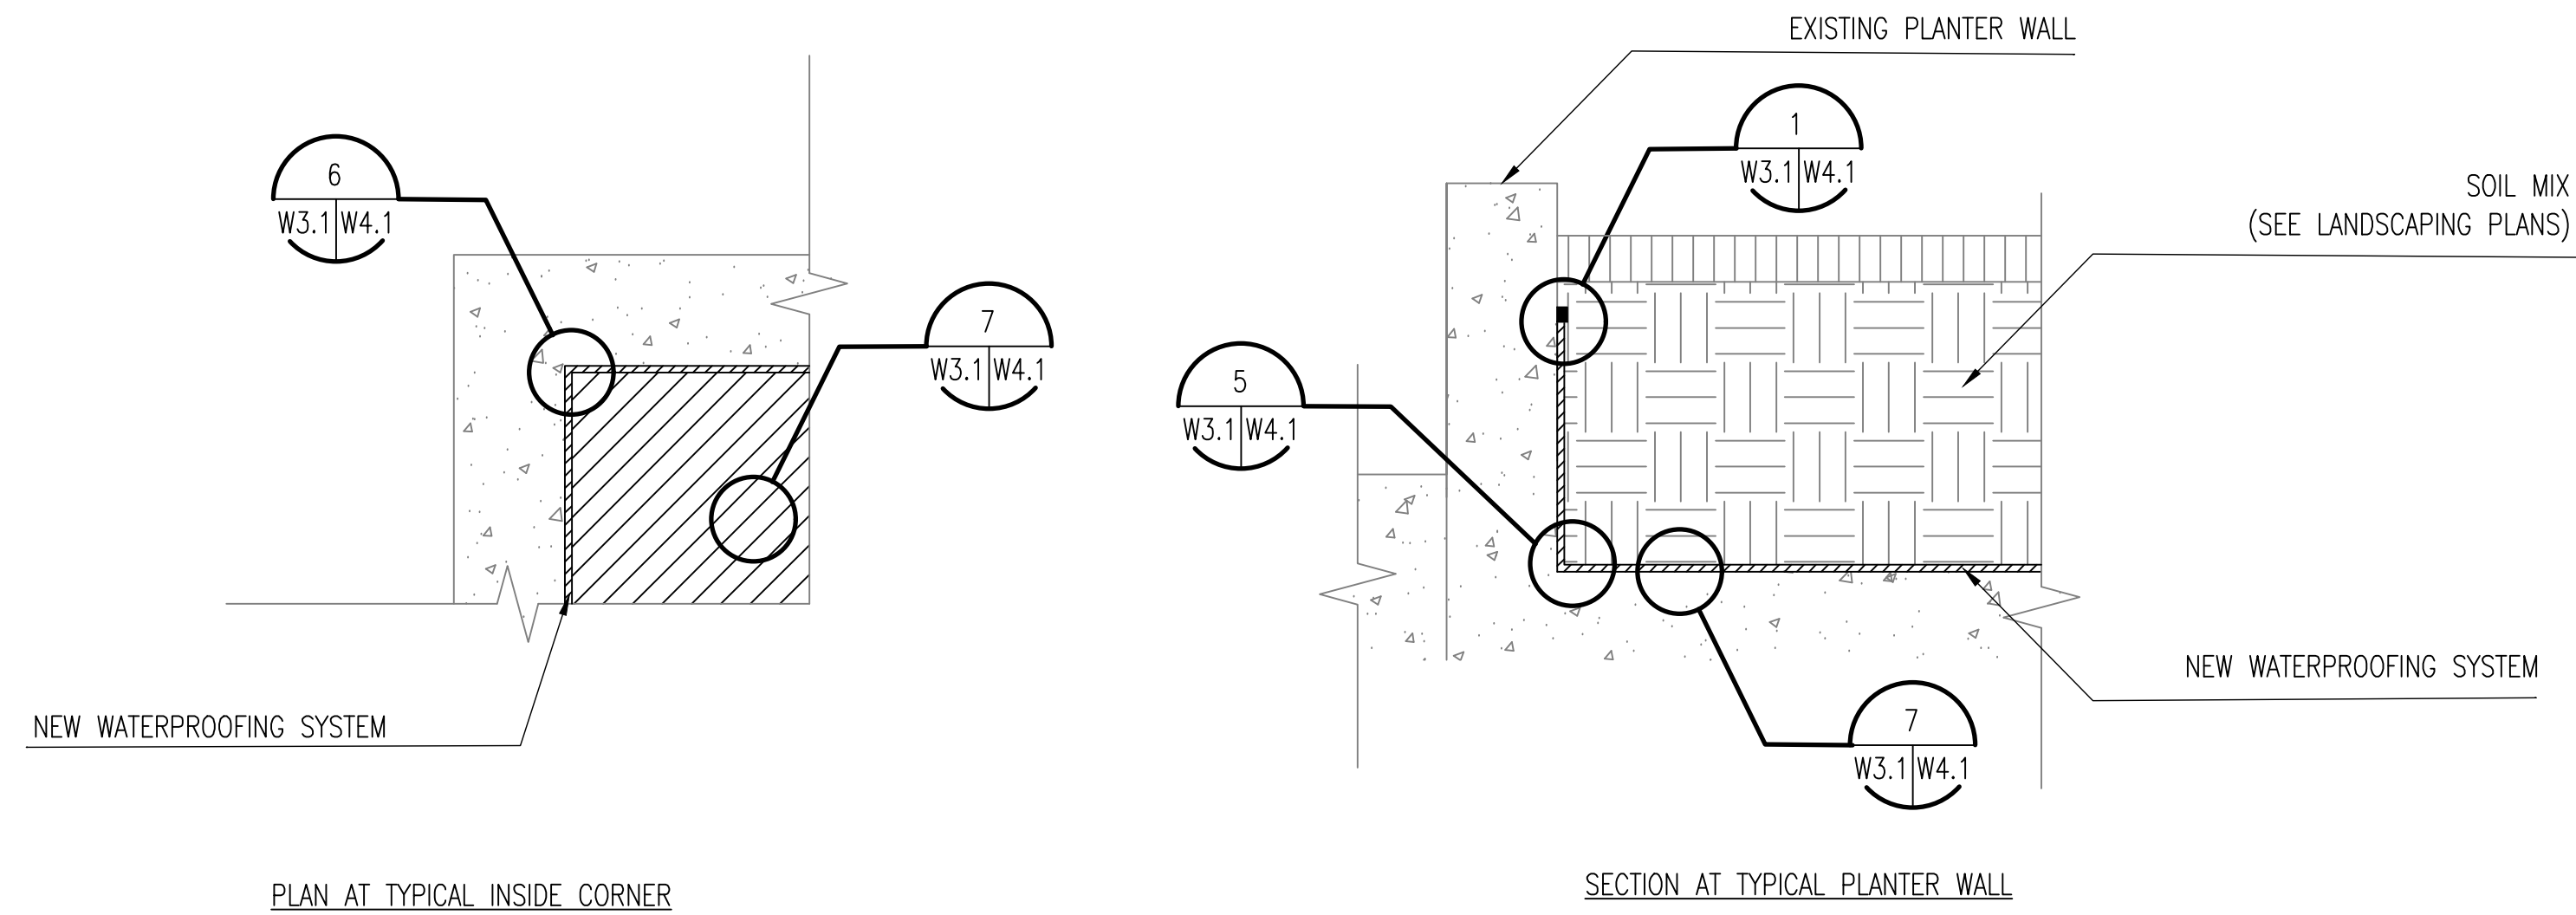 6
W3.1 W4.1
7
W3.1 W4.1
NEW WATERPROOFING SYSTEM
PLAN AT TYPICAL INSIDE CORNER
EXISTING PLANTER WALL
1
W3.1 W4.1
SOIL MIX
(SEE LANDSCAPING PLANS)
5
W3.1 W4.1
NEW WATERPROOFING SYSTEM
7
W3.1 W4.1
SECTION AT TYPICAL PLANTER WALL